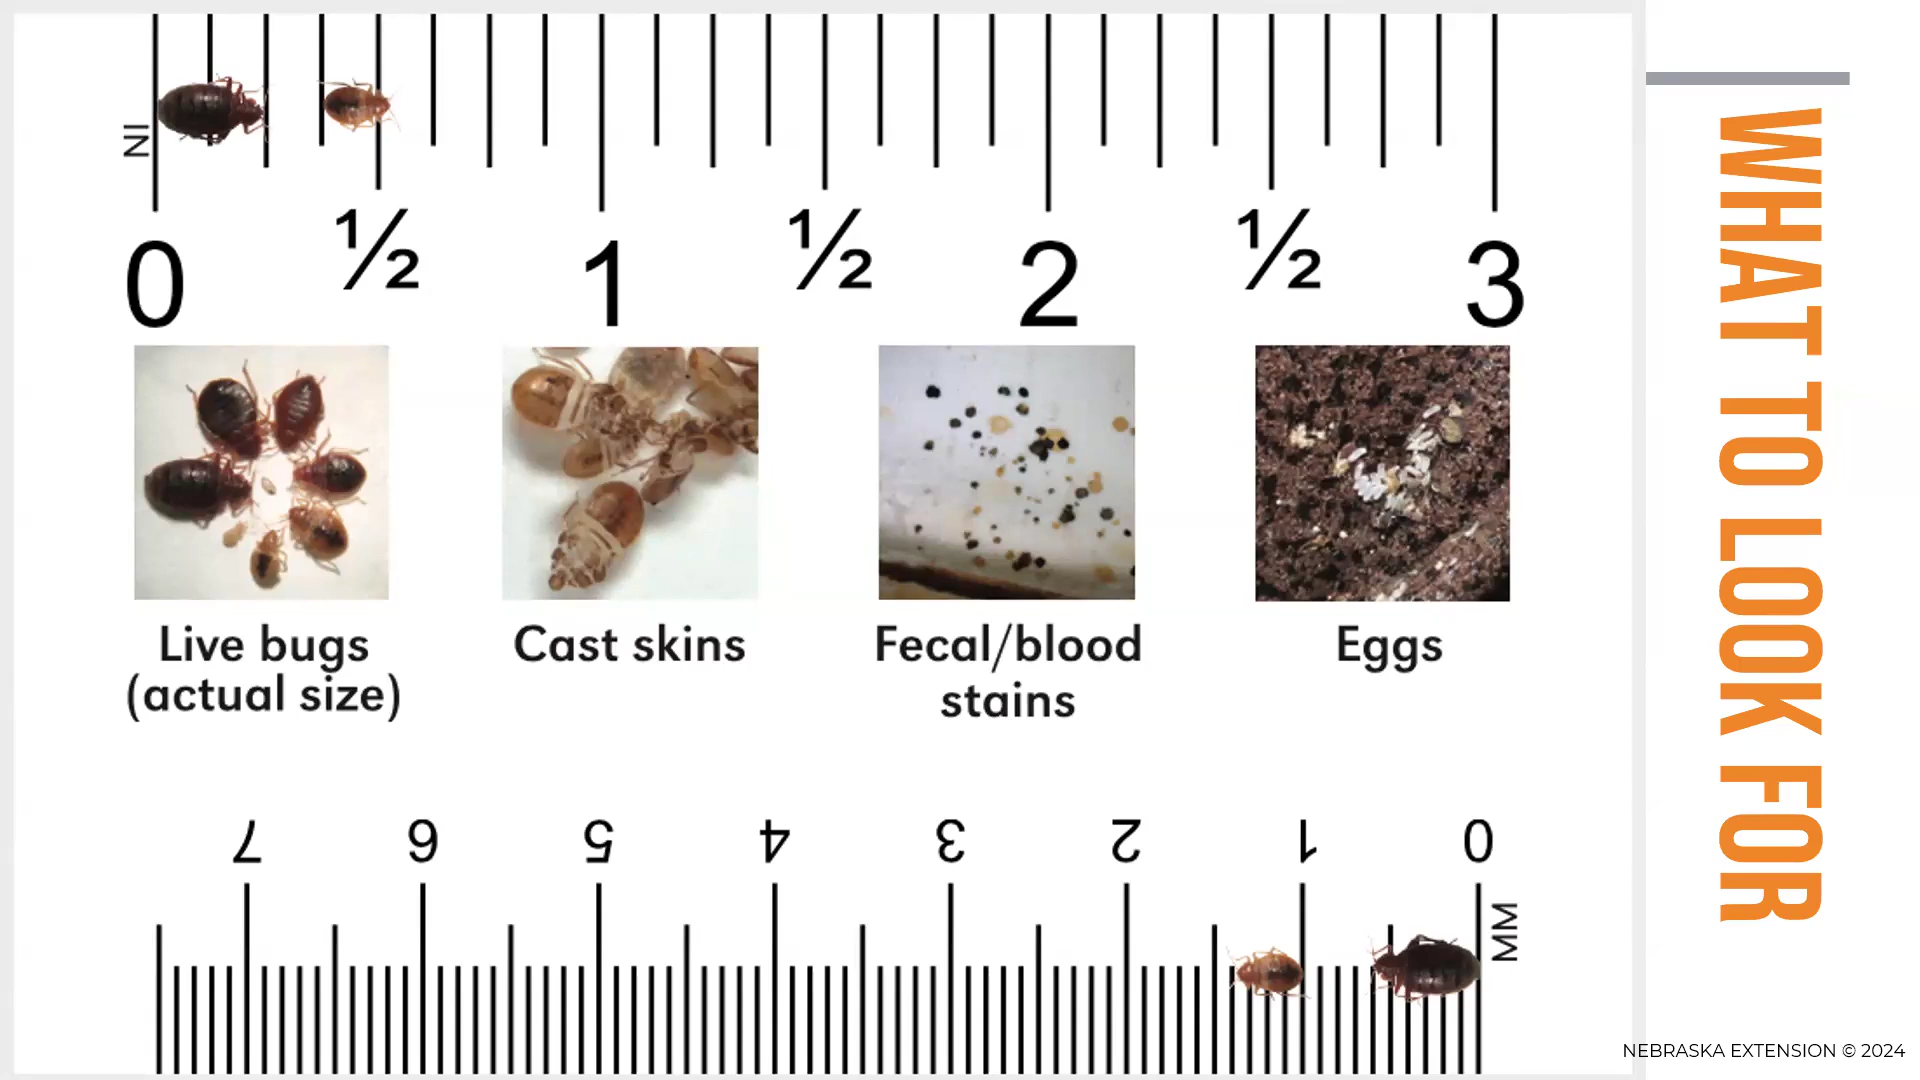 IN
0 ½ 1 ½ 2 ½ 3
Live bugs
(actual size)
Cast skins
Fecal/blood
stains
Eggs
7 6 5 4 3 2 1 0
MM
WHAT TO LOOK FOR
NEBRASKA EXTENSION © 2024